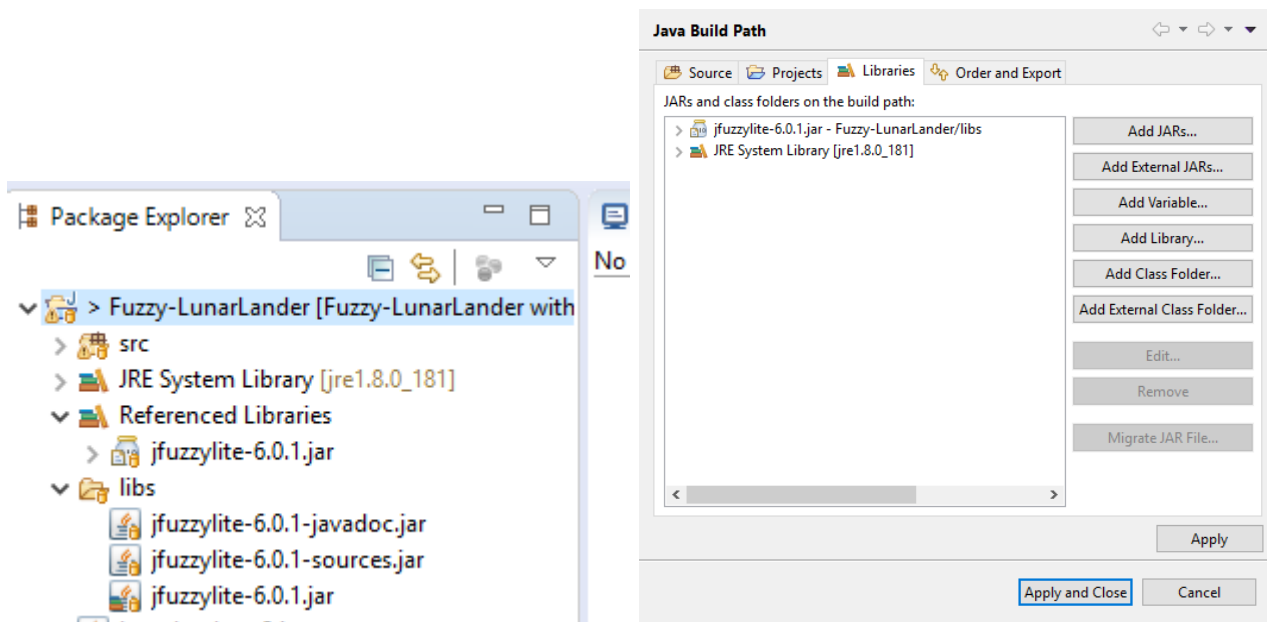 Package Explorer
No
> Fuzzy-LunarLander [Fuzzy-LunarLander with
src
JRE System Library [jre1.8.0_181]
Referenced Libraries
jfuzzylite-6.0.1.jar
libs
jfuzzylite-6.0.1-javadoc.jar
jfuzzylite-6.0.1-sources.jar
jfuzzylite-6.0.1.jar
Java Build Path
Source Projects Libraries Order and Export
JARs and class folders on the build path:
jfuzzylite-6.0.1.jar - Fuzzy-LunarLander/libs
JRE System Library [jre1.8.0_181]
Add JARs...
Add External JARs...
Add Variable...
Add Library...
Add Class Folder...
Add External Class Folder...
Edit...
Remove
Migrate JAR File...
Apply
Apply and Close Cancel